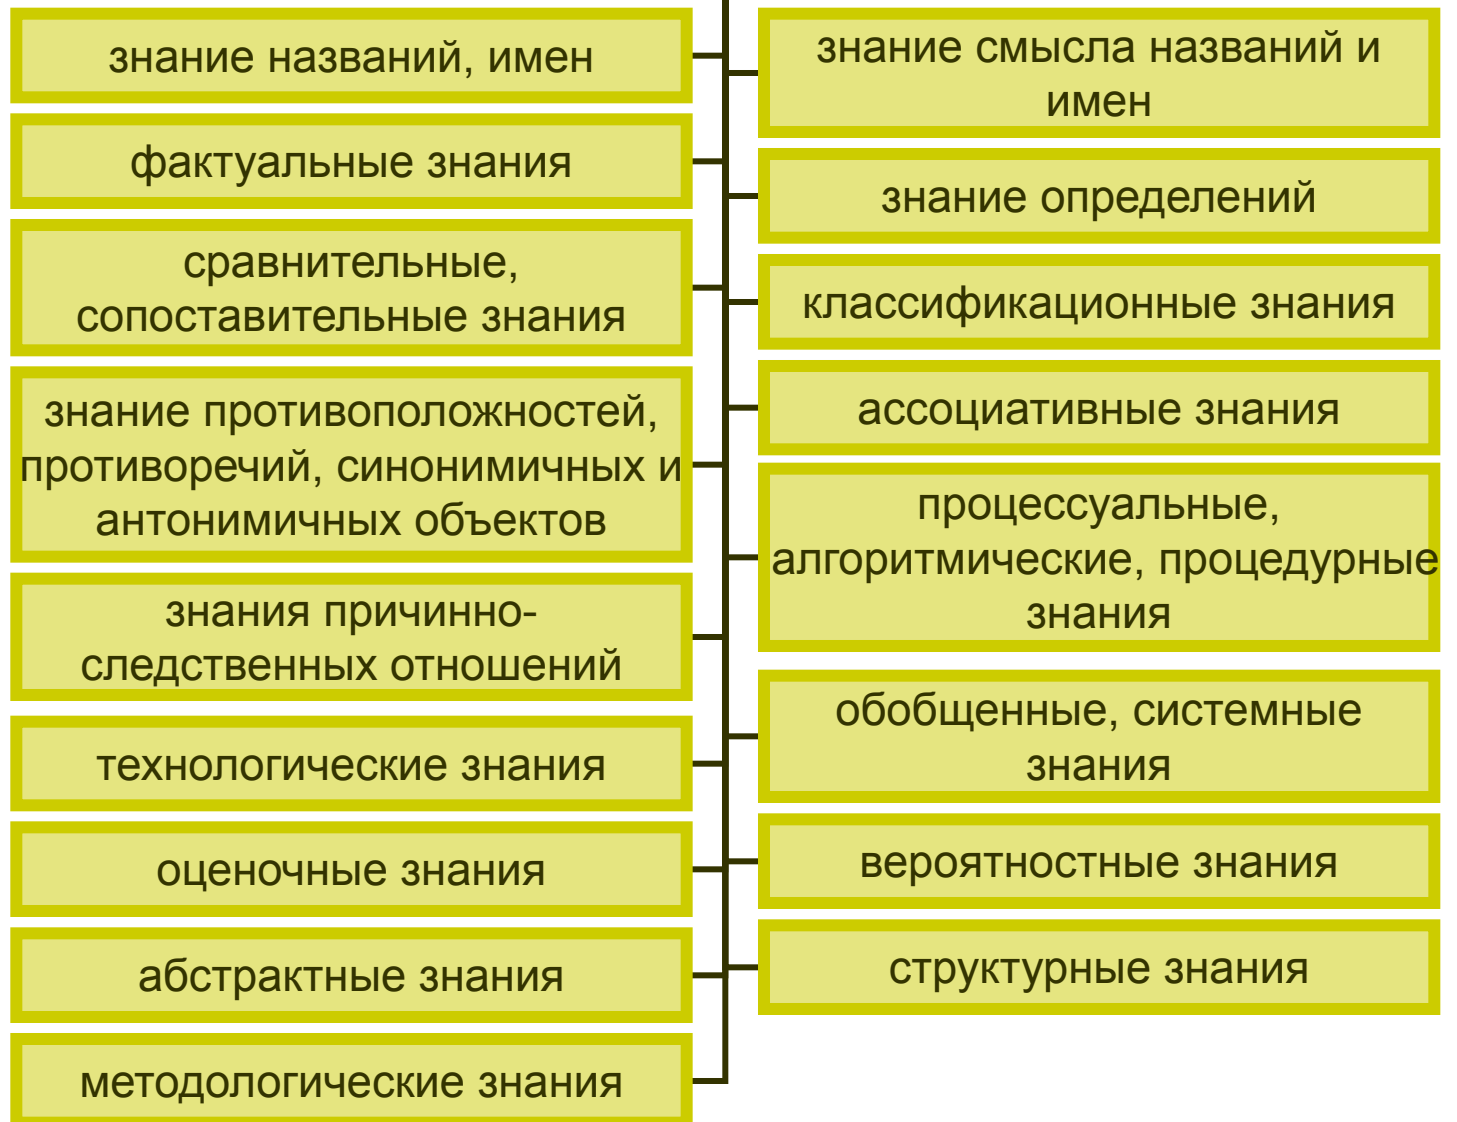 знание названий, имен
знание смысла названий и
имен
фактуальные знания
знание определений
сравнительные,
сопоставительные знания
классификационные знания
знание противоположностей,
противоречий, синонимичных и
антонимичных объектов
ассоциативные знания
процессуальные,
алгоритмические, процедурные
знания
знания причинно-
следственных отношений
обобщенные, системные
знания
технологические знания
вероятностные знания
оценочные знания
структурные знания
абстрактные знания
методологические знания